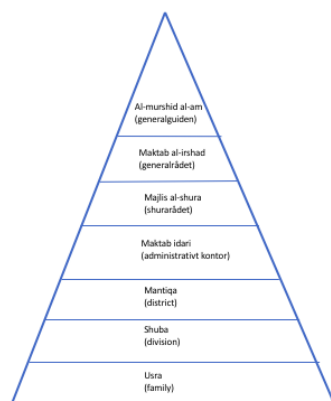 Al-murshid al-am
(generalguiden)
Maktab al-irshad
(generalrådet)
Majlis al-shura
(shurarådet)
Maktab idari
(administrativt kontor)
Mantiqa
(district)
Shuba
(division)
Usra
(family)